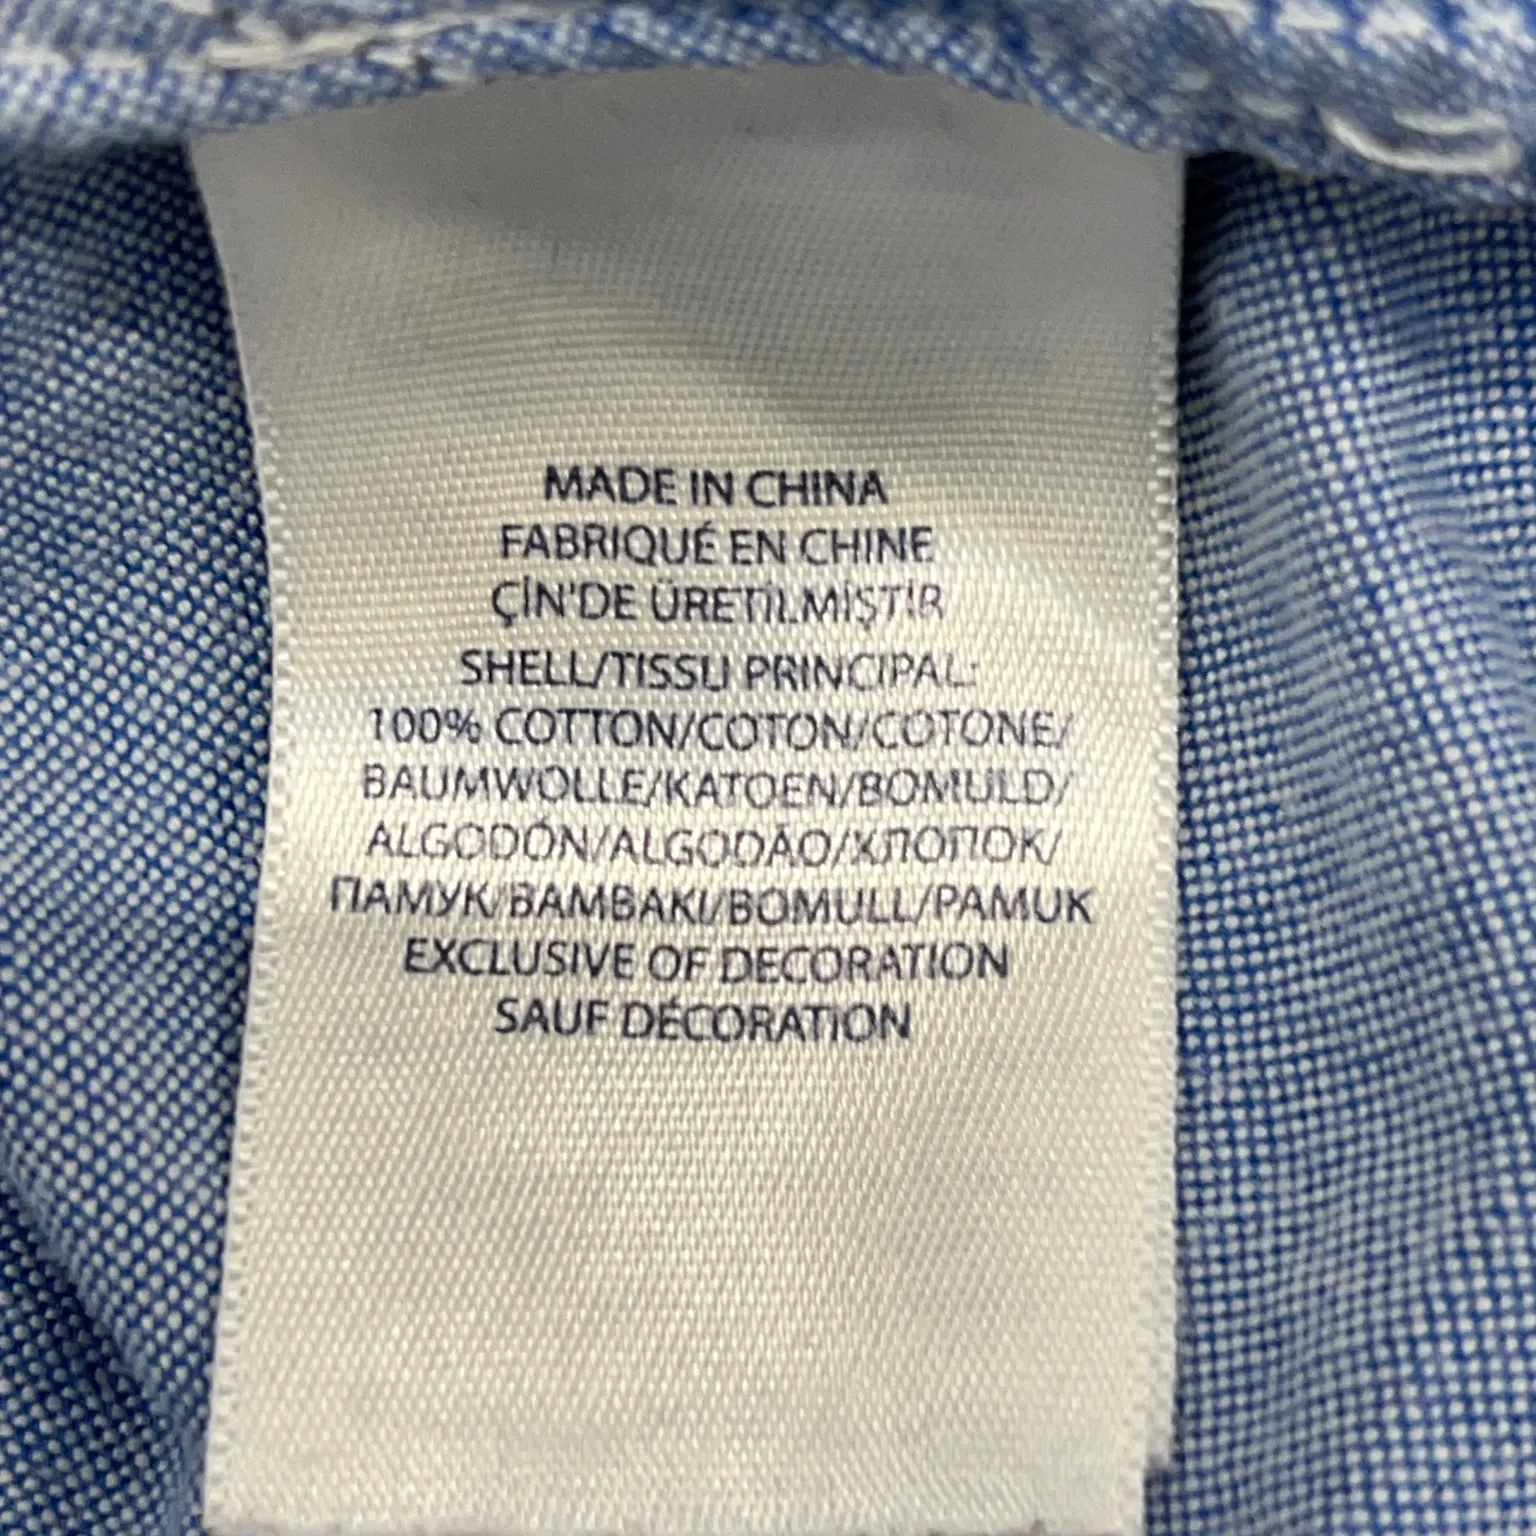 MADE IN CHINA
FABRIQUÉ EN CHINE
ÇİN'DE ÜRETİLMİŞTİR
SHELL/TISSU PRINCIPAL:
100% COTTON/COTON/COTONE/
BAUMWOLLE/KATOEN/BOMULD/
ALGODÓN/ALGODÃO/ХЛОПОК/
ПАМУК/BAMBAKI/BOMULL/PAMUK
EXCLUSIVE OF DECORATION
SAUF DÉCORATION